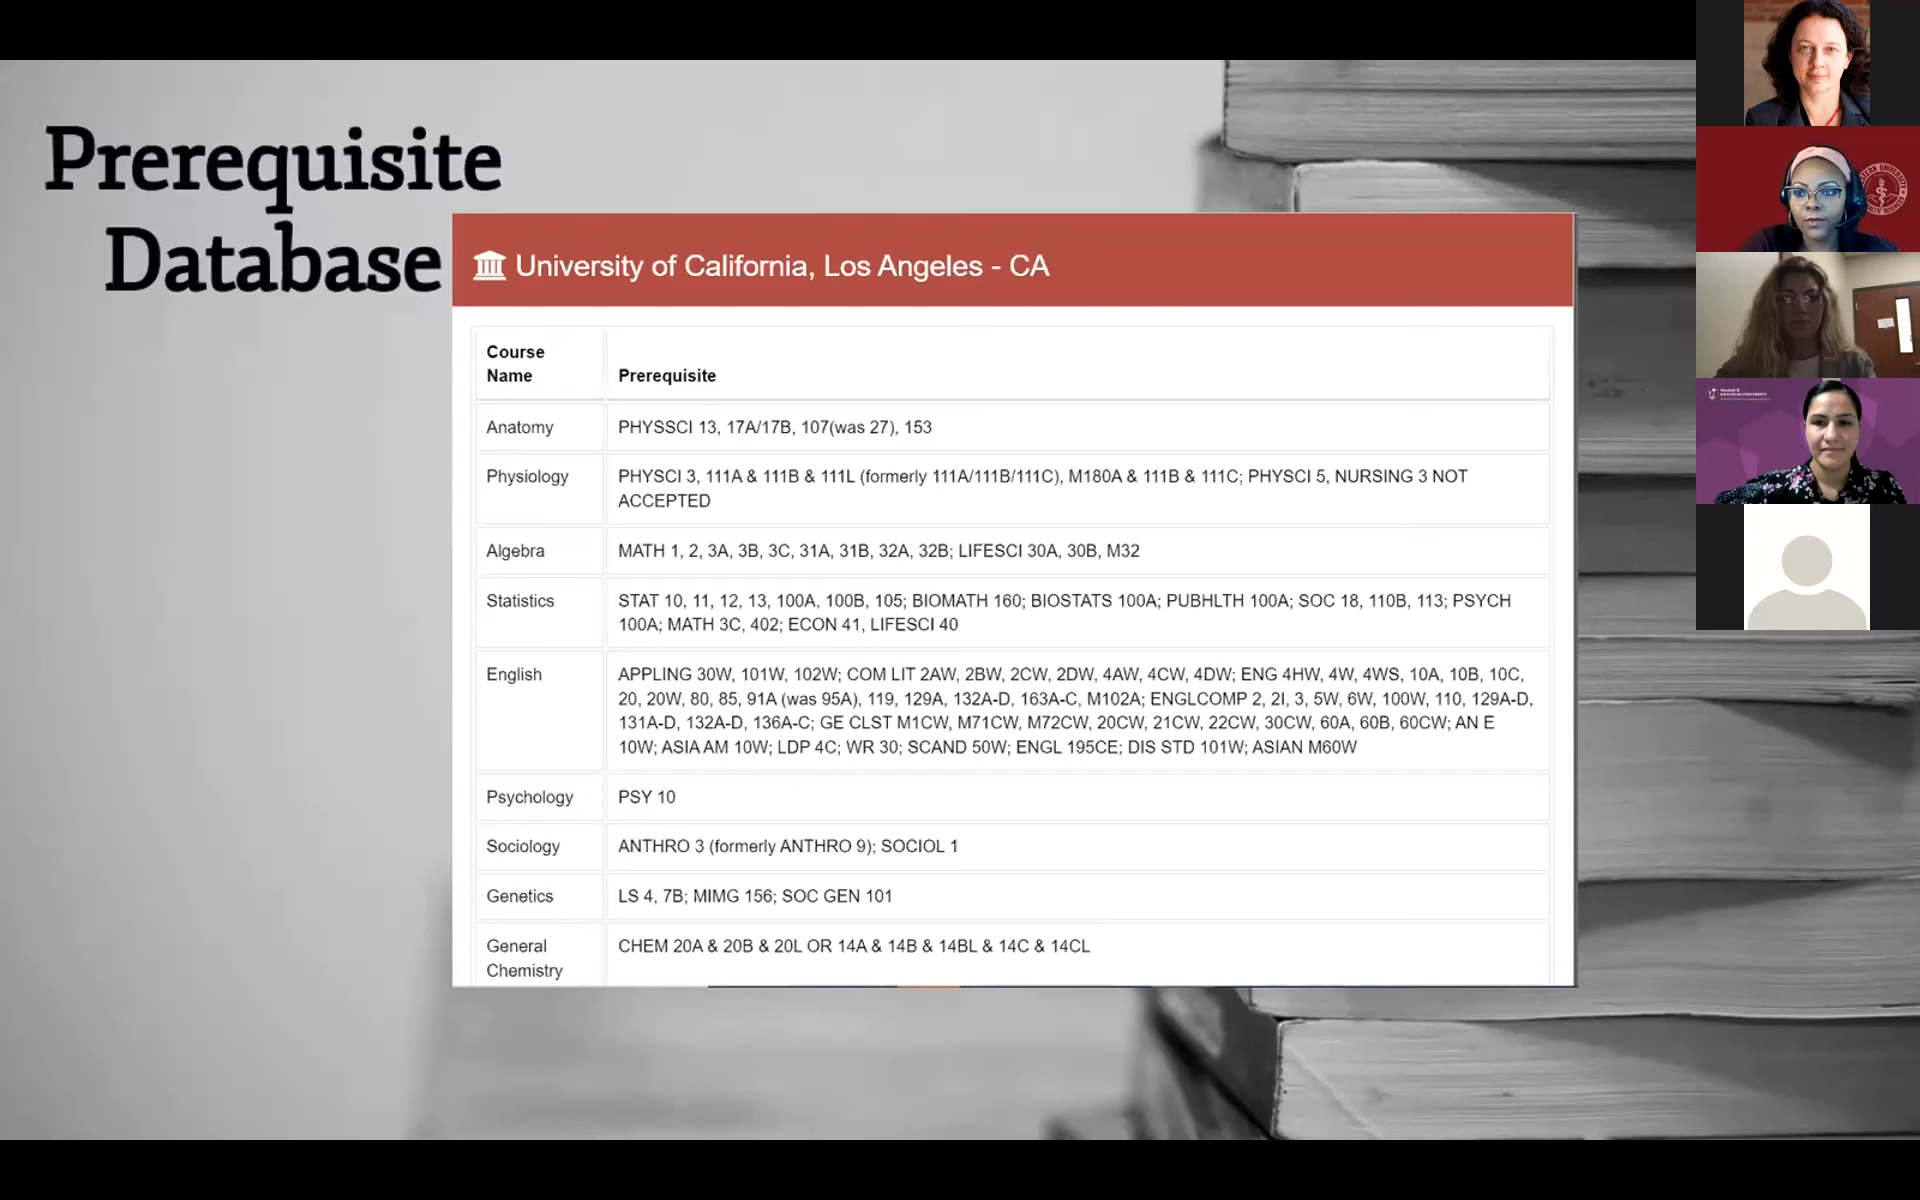 Prerequisite
Database
University of California, Los Angeles - CA
Course
Name
Prerequisite
Anatomy
PHYSSCI 13, 17A/17B, 107(was 27), 153
Physiology
PHYSCI 3, 111A & 111B & 111L (formerly 111A/111B/111C), M180A & 111B & 111C; PHYSCI 5, NURSING 3 NOT
ACCEPTED
Algebra
MATH 1, 2, 3A, 3B, 3C, 31A, 31B, 32A, 32B; LIFESCI 30A, 30B, M32
Statistics
STAT 10, 11, 12, 13, 100A, 100B, 105; BIOMATH 160; BIOSTATS 100A; PUBHLTH 100A; SOC 18, 110B, 113; PSYCH
100A; MATH 3C, 402; ECON 41, LIFESCI 40
English
APPLING 30W, 101W, 102W; COM LIT 2AW, 2BW, 2CW, 2DW, 4AW, 4CW, 4DW; ENG 4HW, 4W, 4WS, 10A, 10B, 10C,
20, 20W, 80, 85, 91A (was 95A), 119, 129A, 132A-D, 163A-C, M102A; ENGLCOMP 2, 2I, 3, 5W, 6W, 100W, 110, 129A-D,
131A-D, 132A-D, 136A-C; GE CLST M1CW, M71CW, M72CW, 20CW, 21CW, 22CW, 30CW, 60A, 60B, 60CW; AN E
10W; ASIA AM 10W; LDP 4C; WR 30; SCAND 50W; ENGL 195CE; DIS STD 101W; ASIAN M60W
Psychology
PSY 10
Sociology
ANTHRO 3 (formerly ANTHRO 9); SOCIOL 1
Genetics
LS 4, 7B; MIMG 156; SOC GEN 101
General
Chemistry
CHEM 20A & 20B & 20L OR 14A & 14B & 14BL & 14C & 14CL